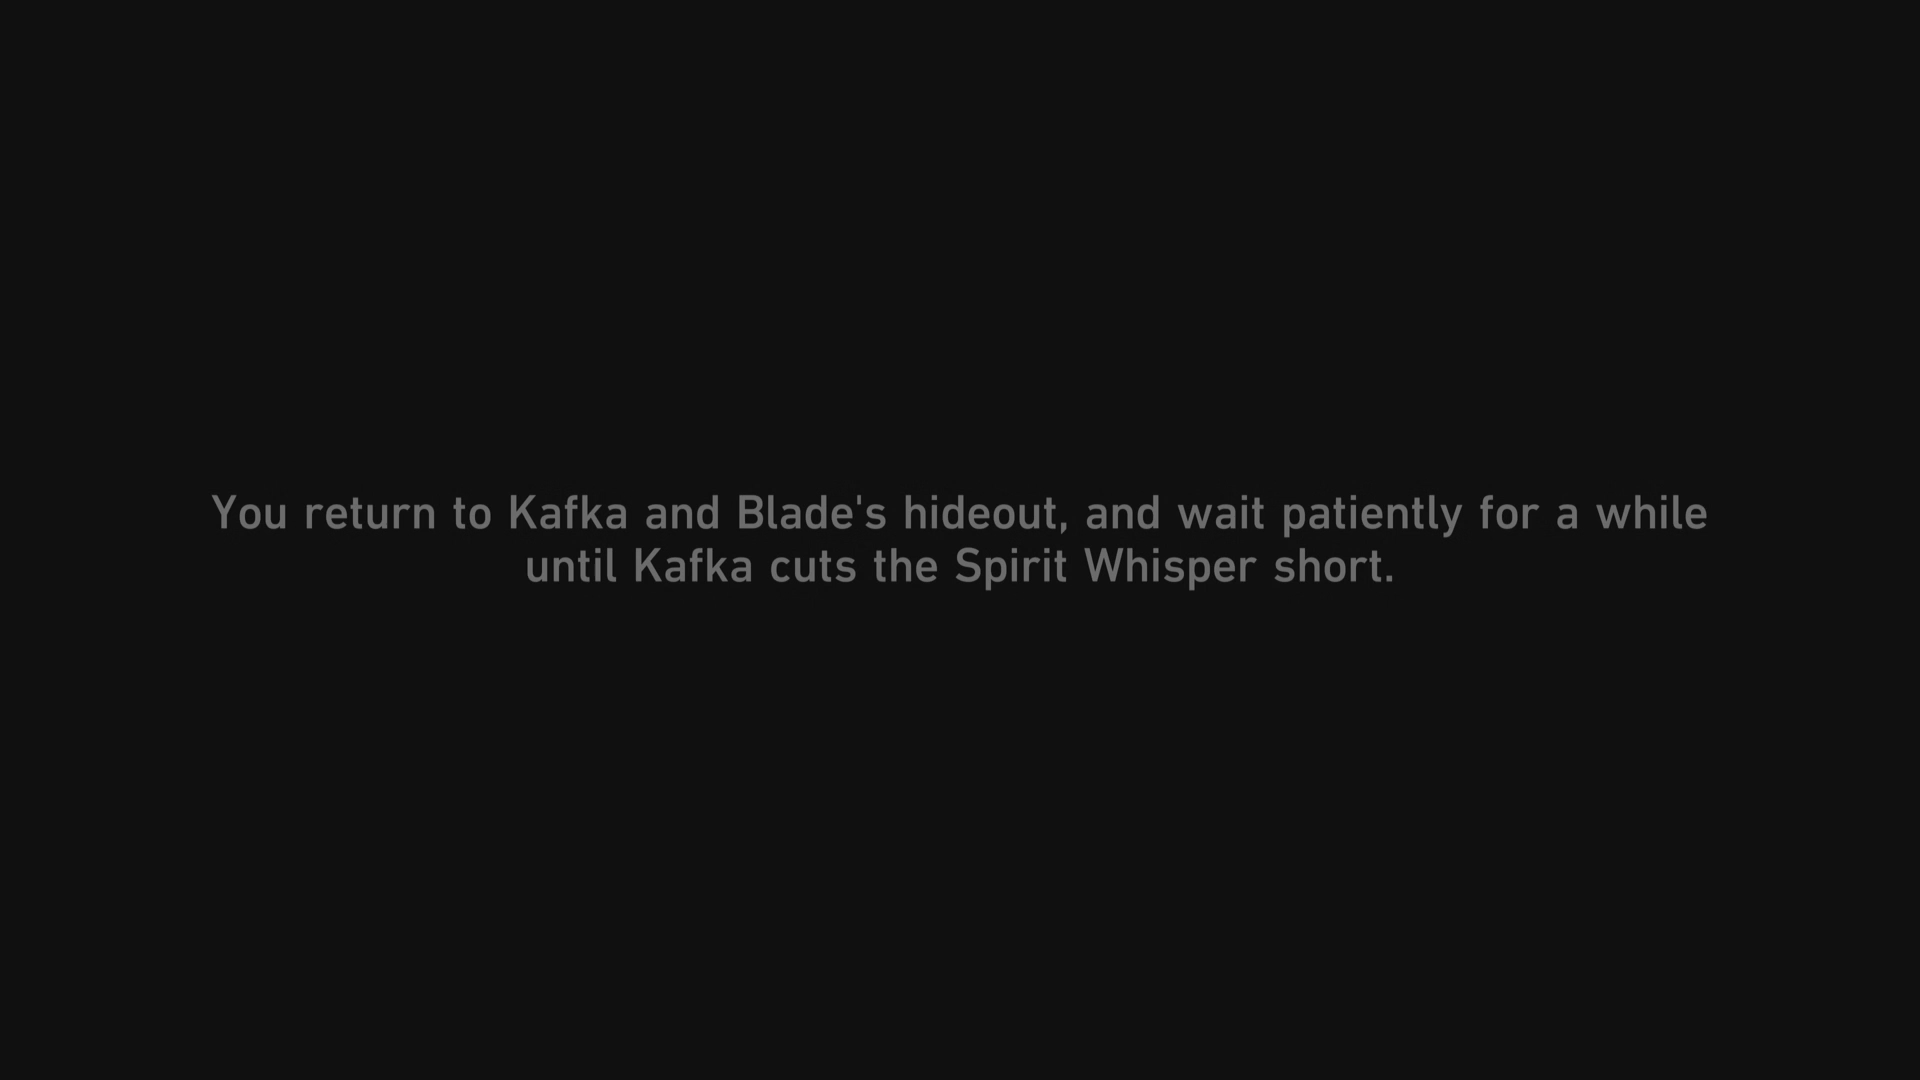 You return to Kafka and Blade's hideout, and wait patiently for a while
until Kafka cuts the Spirit Whisper short.